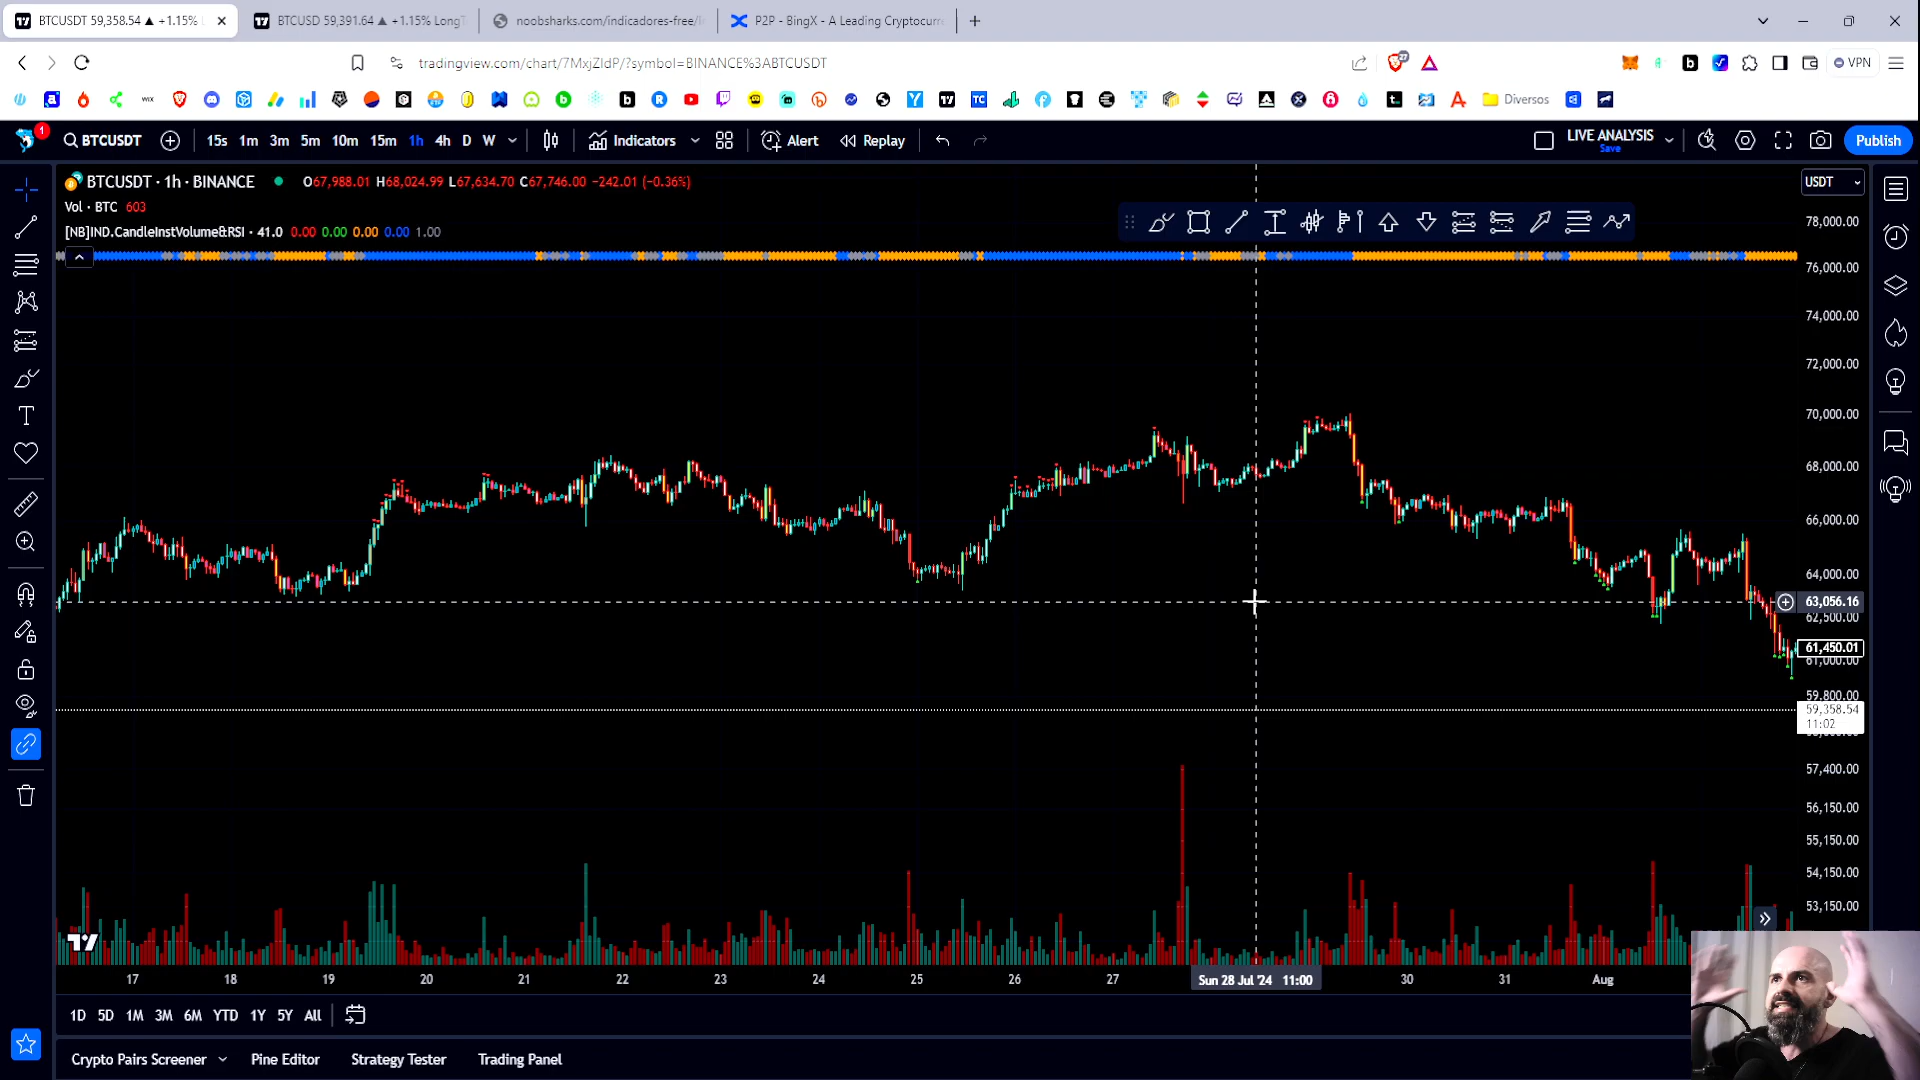 BTCUSDT 59,358.54 ▲ +1.15%
BTCUSD 59,391.64 ▲ +1.15% Long
noobsharks.com/indicadores-free/
P2P - BingX - A Leading Cryptocurr
tradingview.com/chart/7MxjZIdP/?symbol=BINANCE%3ABTCUSDT
27
VPN
WIX
TC
Diversos
1
BTCUSDT
15s 1m 3m 5m 10m 15m 1h 4h D W
Indicators
Alert
Replay
LIVE ANALYSIS
Save
Publish
BTCUSDT · 1h · BINANCE
O67,988.01 H68,024.99 L67,634.70 C67,746.00 −242.01 (−0.36%)
USDT
Vol · BTC 603
[NB]IND.CandleInstVolume&RSI · 41.0 0.00 0.00 0.00 0.00 1.00
78,000.00
76,000.00
74,000.00
72,000.00
70,000.00
68,000.00
66,000.00
64,000.00
63,056.16
62,500.00
61,450.01
61,000.00
59,800.00
59,358.54
11:02
57,400.00
56,150.00
55,150.00
54,150.00
53,150.00
17 18 19 20 21 22 23 24 25 26 27 Sun 28 Jul '24 11:00 30 31 Aug
1D 5D 1M 3M 6M YTD 1Y 5Y All
Crypto Pairs Screener Pine Editor Strategy Tester Trading Panel